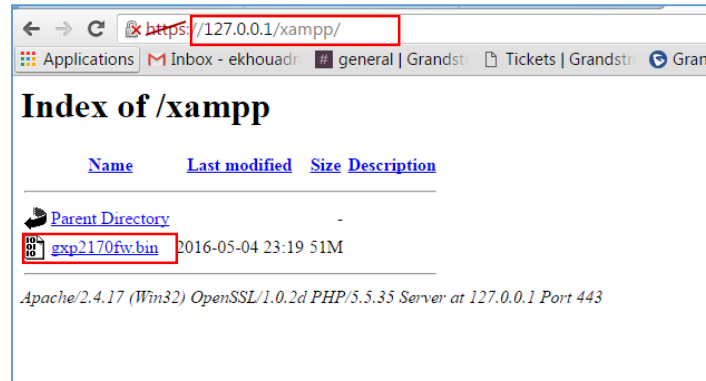 https://127.0.0.1/xampp/
Applications Inbox - ekhouadr general | Grandst Tickets | Grandstr Gran
Index of /xampp
Name Last modified Size Description
Parent Directory -
gxp2170fw.bin 2016-05-04 23:19 51M
Apache/2.4.17 (Win32) OpenSSL/1.0.2d PHP/5.5.35 Server at 127.0.0.1 Port 443